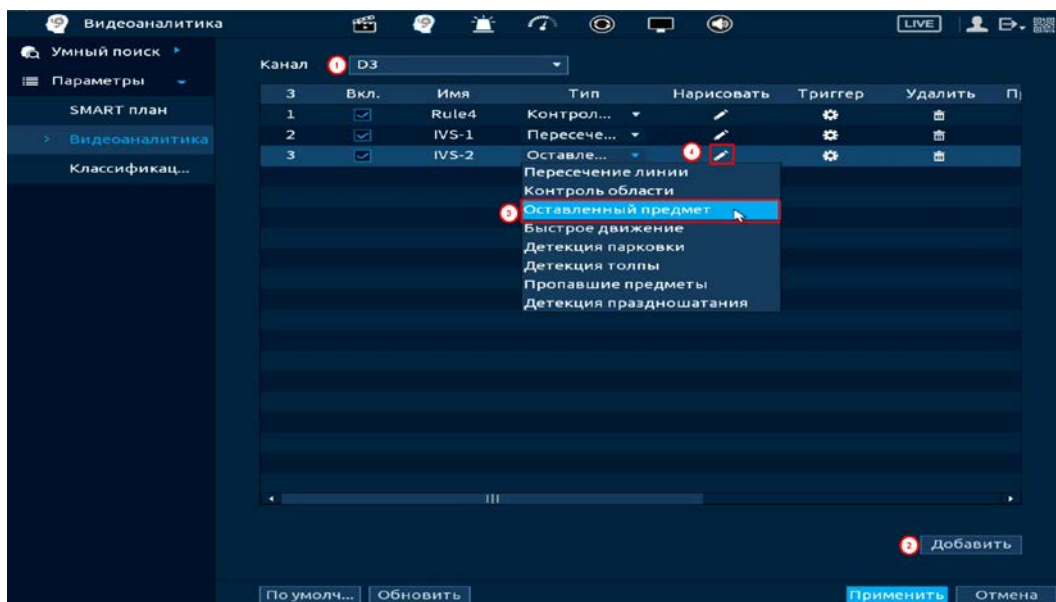 Видеоаналитика LIVE
Умный поиск
Канал 1 D3
Параметры
3 Вкл. Имя Тип Нарисовать Триггер Удалить П
SMART план
1 Rule4 Контрол...
Видеоаналитика
2 IVS-1 Пересече...
3 IVS-2 Оставле... 4
Классификац...
Пересечение линии
Контроль области
3 Оставленный предмет
Быстрое движение
Детекция парковки
Детекция толпы
Пропавшие предметы
Детекция праздношатания
2 Добавить
По умолч... Обновить Применить Отмена